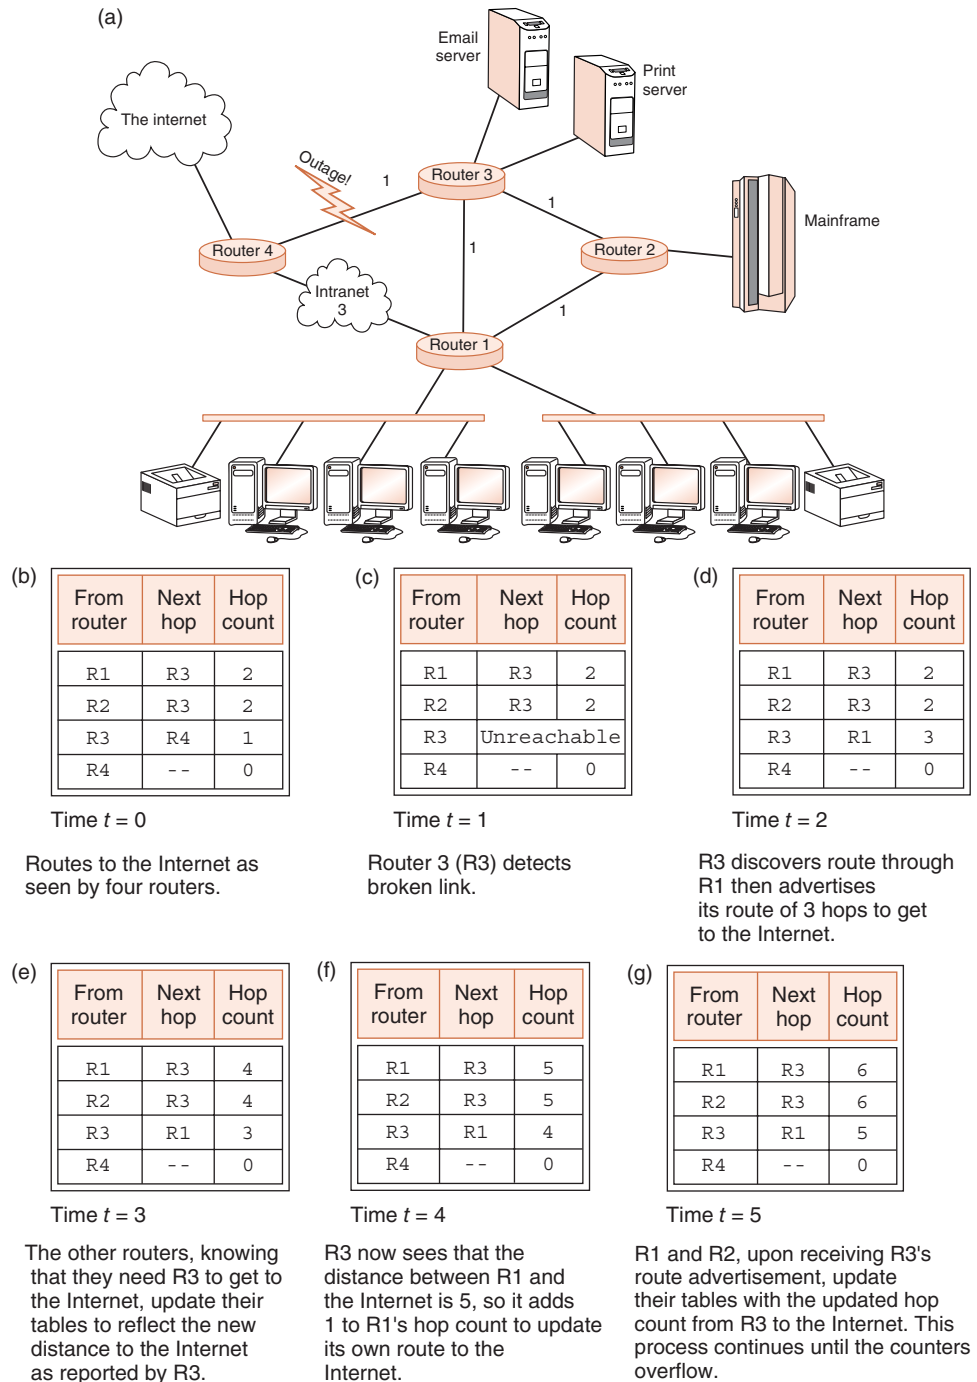 (a)
Email
server
Print
server
The internet
Outage!
1
Router 3
1
Mainframe
Router 4
1
Router 2
Intranet
3
1
Router 1
(b)
From
router
Next
hop
Hop
count
R1 R3 2
R2 R3 2
R3 R4 1
R4 -- 0
Time t = 0
Routes to the Internet as
seen by four routers.
(c)
From
router
Next
hop
Hop
count
R1 R3 2
R2 R3 2
R3 Unreachable
R4 -- 0
Time t = 1
Router 3 (R3) detects
broken link.
(d)
From
router
Next
hop
Hop
count
R1 R3 2
R2 R3 2
R3 R1 3
R4 -- 0
Time t = 2
R3 discovers route through
R1 then advertises
its route of 3 hops to get
to the Internet.
(e)
From
router
Next
hop
Hop
count
R1 R3 4
R2 R3 4
R3 R1 3
R4 -- 0
Time t = 3
The other routers, knowing
that they need R3 to get to
the Internet, update their
tables to reflect the new
distance to the Internet
as reported by R3.
(f)
From
router
Next
hop
Hop
count
R1 R3 5
R2 R3 5
R3 R1 4
R4 -- 0
Time t = 4
R3 now sees that the
distance between R1 and
the Internet is 5, so it adds
1 to R1's hop count to update
its own route to the
Internet.
(g)
From
router
Next
hop
Hop
count
R1 R3 6
R2 R3 6
R3 R1 5
R4 -- 0
Time t = 5
R1 and R2, upon receiving R3's
route advertisement, update
their tables with the updated hop
count from R3 to the Internet. This
process continues until the counters
overflow.